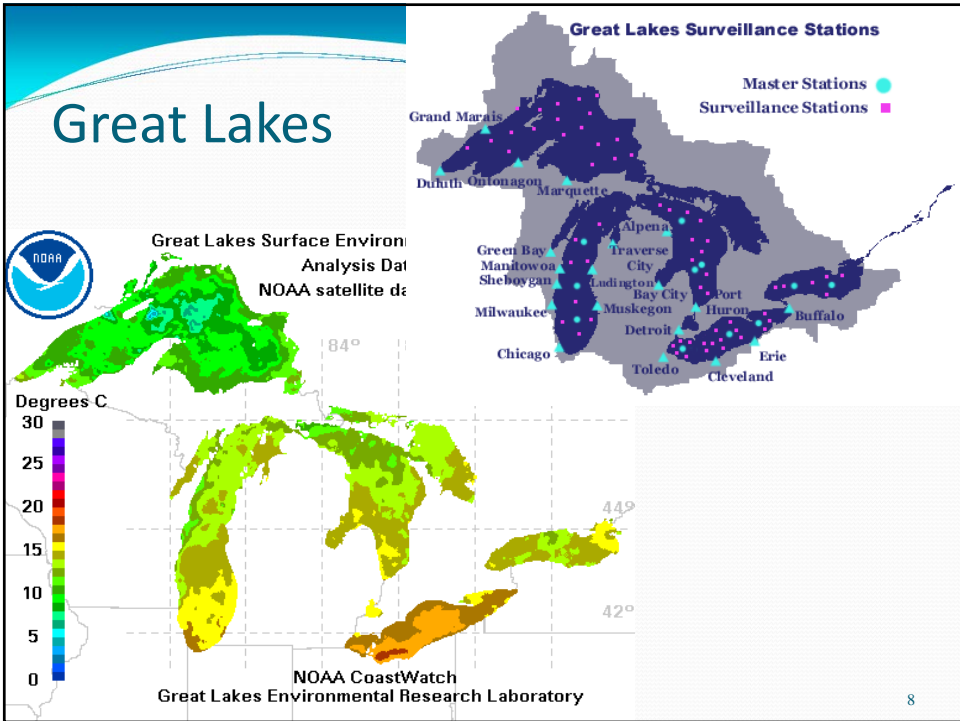 Great Lakes
Great Lakes Surveillance Stations
Master Stations
Surveillance Stations
Grand Marais
Duluth
Ontonagon
Marquette
Alpena
Green Bay
Traverse
City
Manitowoa
Sheboygan
Ludington
Bay City
Port
Huron
Milwaukee
Muskegon
Buffalo
Detroit
Chicago
Erie
Toledo
Cleveland
NOAA
Great Lakes Surface Environ
Analysis Dat
NOAA satellite da
84°
Degrees C
30
25
20
15
10
5
0
449
42°
NOAA CoastWatch
Great Lakes Environmental Research Laboratory
8